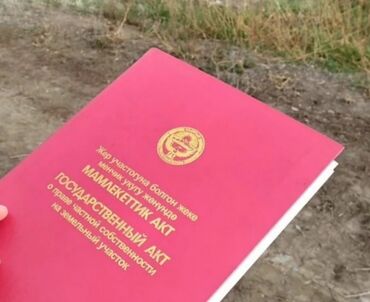 Жер участогуна болгон жеке
менчик укугу жөнүндө
МАМЛЕКЕТТИК АКТ
ГОСУДАРСТВЕННЫЙ АКТ
о праве частной собственности
на земельный участок